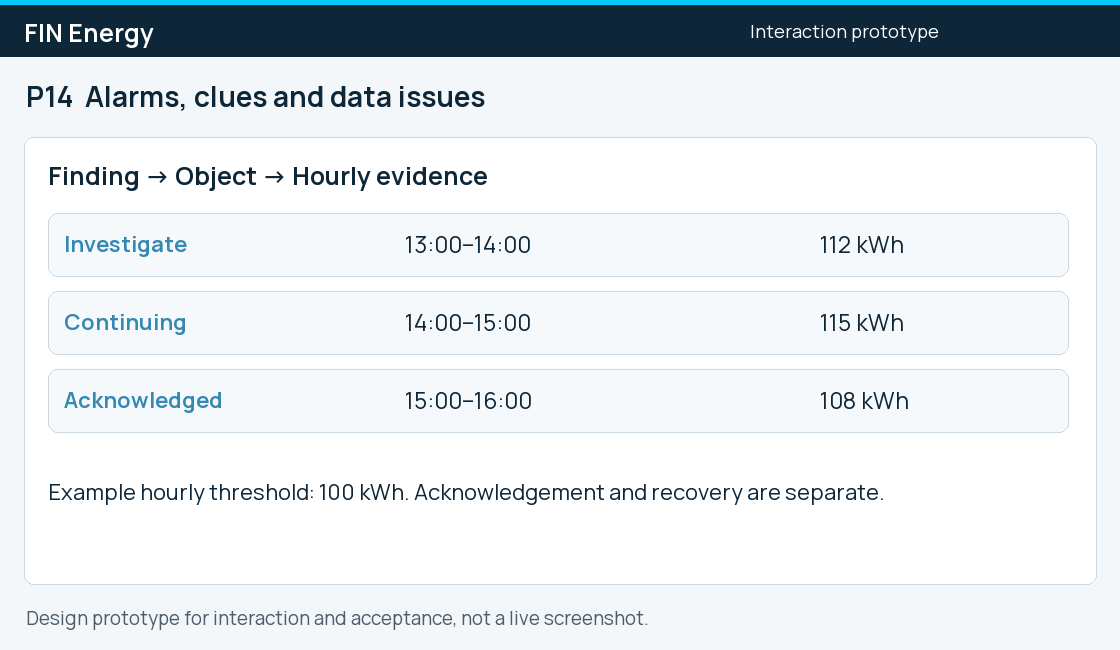 FIN Energy
Interaction prototype
P14 Alarms, clues and data issues
Finding → Object → Hourly evidence
Investigate 13:00–14:00 112 kWh
Continuing 14:00–15:00 115 kWh
Acknowledged 15:00–16:00 108 kWh
Example hourly threshold: 100 kWh. Acknowledgement and recovery are separate.
Design prototype for interaction and acceptance, not a live screenshot.